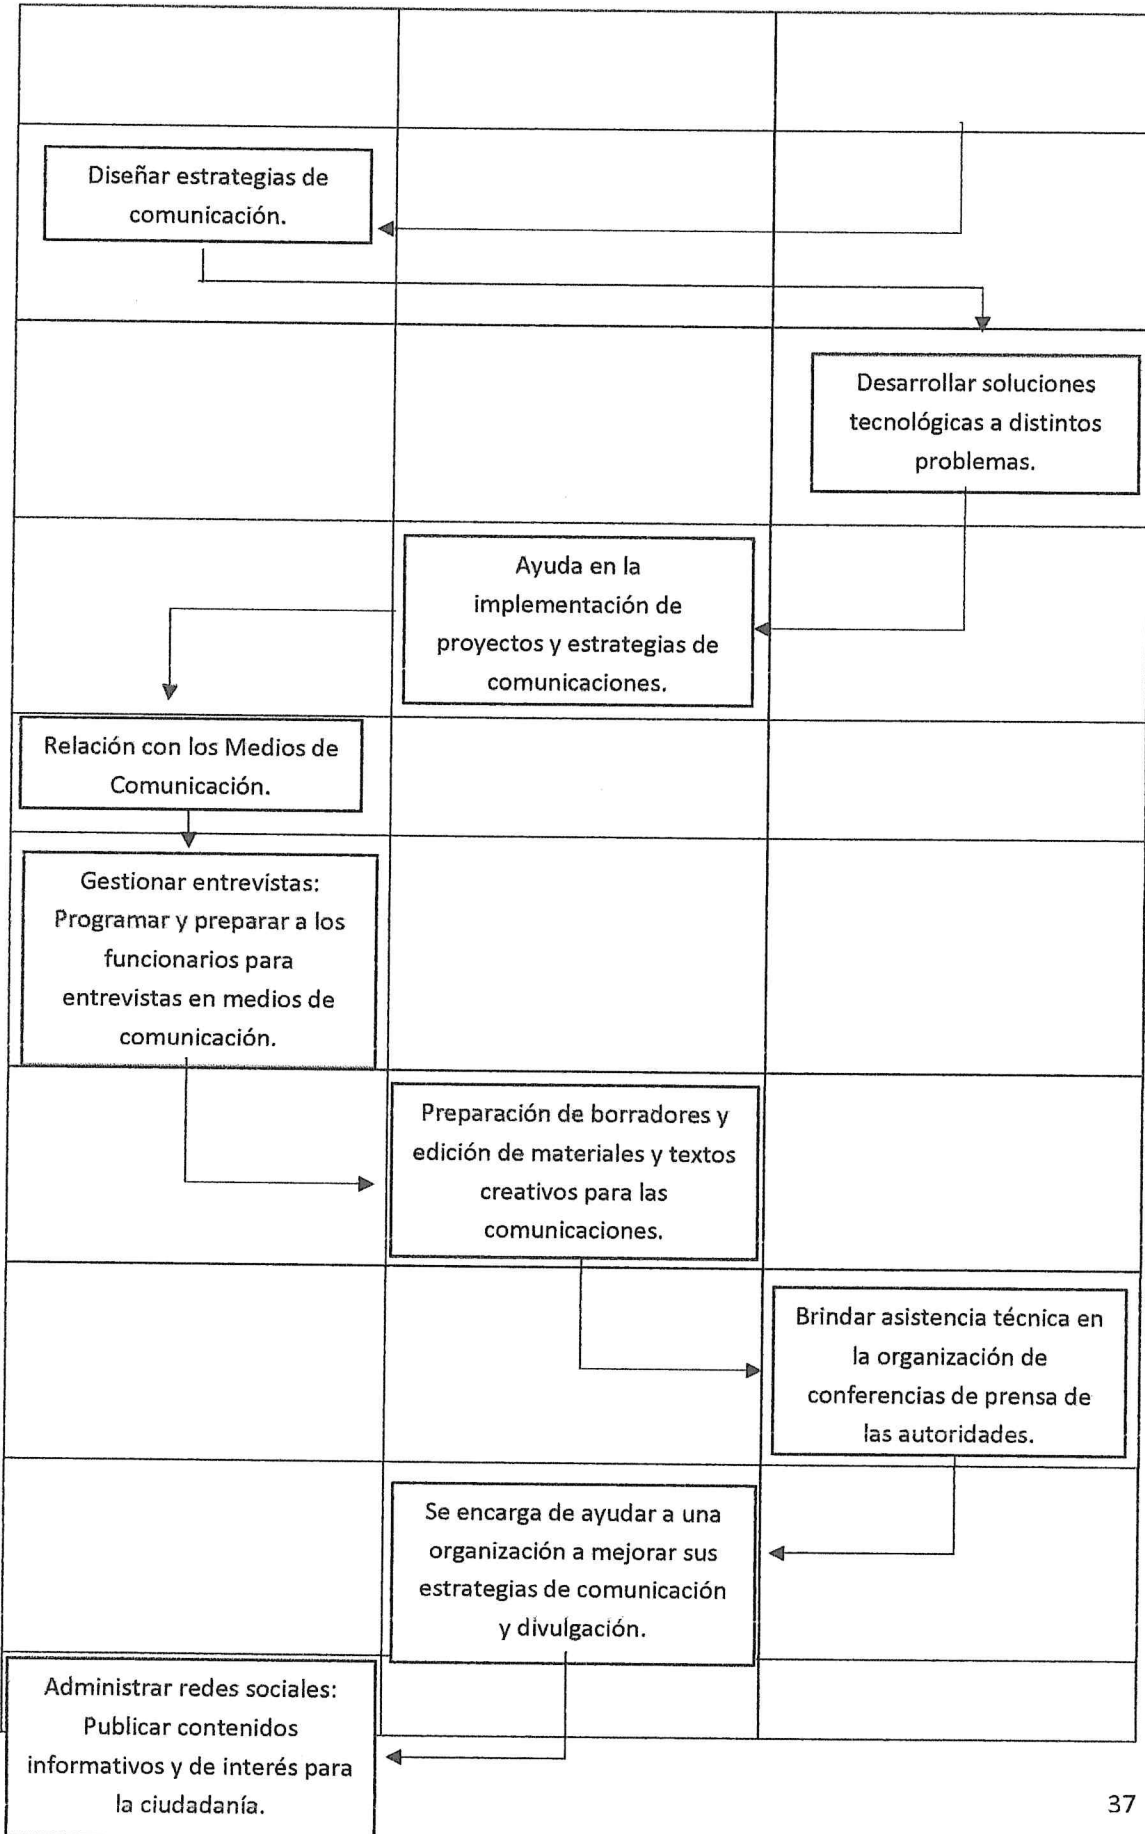 Diseñar estrategias de
comunicación.
Desarrollar soluciones
tecnológicas a distintos
problemas.
Ayuda en la
implementación de
proyectos y estrategias de
comunicaciones.
Relación con los Medios de
Comunicación.
Gestionar entrevistas:
Programar y preparar a los
funcionarios para
entrevistas en medios de
comunicación.
Preparación de borradores y
edición de materiales y textos
creativos para las
comunicaciones.
Brindar asistencia técnica en
la organización de
conferencias de prensa de
las autoridades.
Se encarga de ayudar a una
organización a mejorar sus
estrategias de comunicación
y divulgación.
Administrar redes sociales:
Publicar contenidos
informativos y de interés para
la ciudadanía.
37